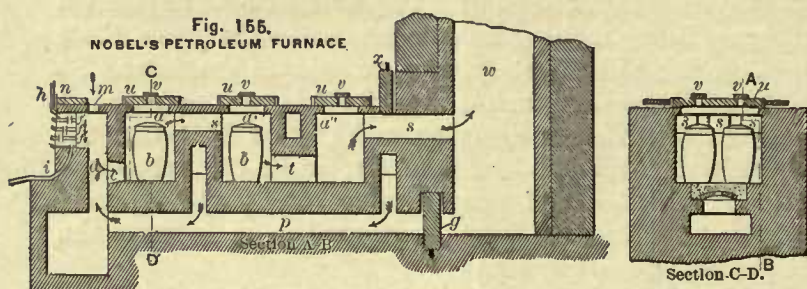 Fig. 155.
NOBEL'S PETROLEUM FURNACE
C
A
h n m u v u v u v x w
v v u
a s a' a'' s
s
i b b t
d r
p g
D
Section A-B
B
Section-C-D.